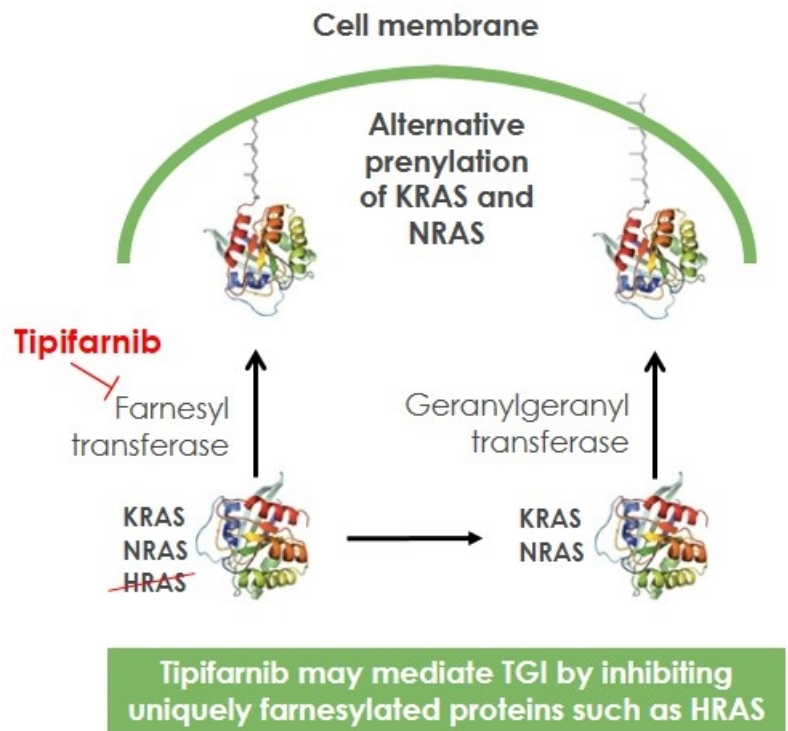 Cell membrane
Alternative
prenylation
of KRAS and
NRAS
Tipifarnib
Farnesyl
transferase
Geranylgeranyl
transferase
KRAS
NRAS
HRAS
KRAS
NRAS
Tipifarnib may mediate TGI by inhibiting
uniquely farnesylated proteins such as HRAS